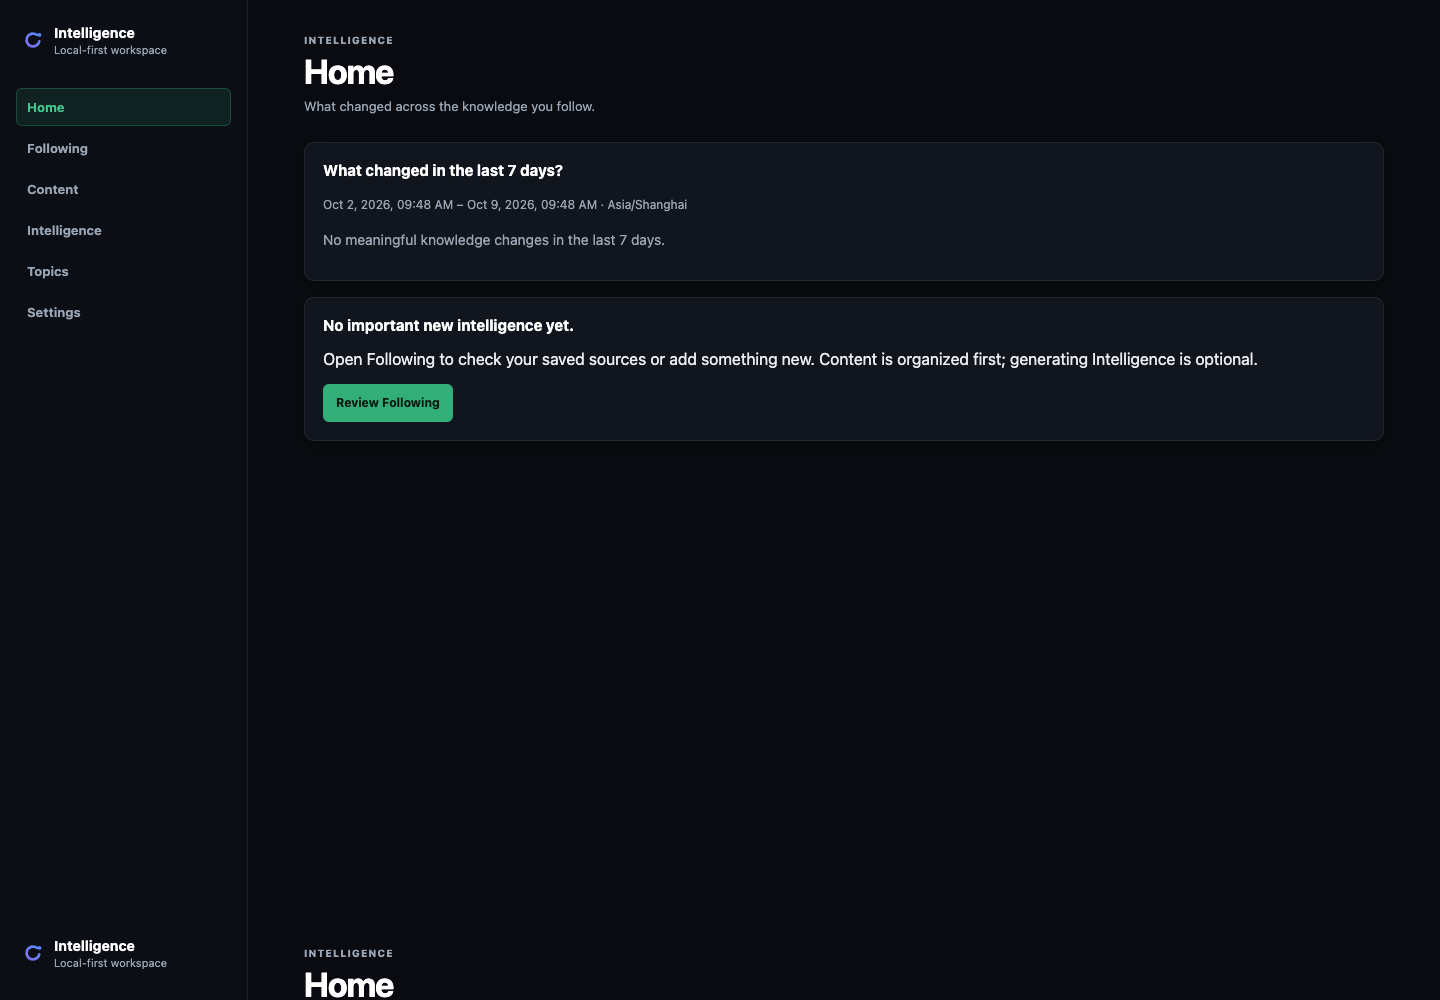 Intelligence
Local-first workspace
Home
Following
Content
Intelligence
Topics
Settings
INTELLIGENCE
Home
What changed across the knowledge you follow.
What changed in the last 7 days?
Oct 2, 2026, 09:48 AM – Oct 9, 2026, 09:48 AM · Asia/Shanghai
No meaningful knowledge changes in the last 7 days.
No important new intelligence yet.
Open Following to check your saved sources or add something new. Content is organized first; generating Intelligence is optional.
Review Following
Intelligence
Local-first workspace
INTELLIGENCE
Home